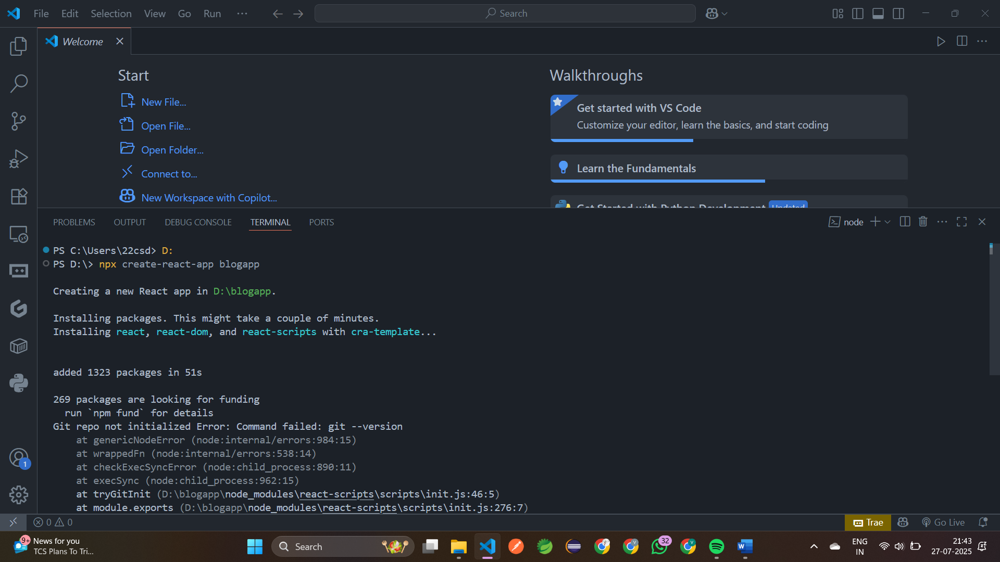 File Edit Selection View Go Run ···
Search
Welcome
Start
New File...
Open File...
Open Folder...
Connect to...
New Workspace with Copilot...
Walkthroughs
Get started with VS Code
Customize your editor, learn the basics, and start coding
Learn the Fundamentals
Get Started with Python Development Updated
PROBLEMS OUTPUT DEBUG CONSOLE TERMINAL PORTS
node
PS C:\Users\22csd> D:
PS D:\> npx create-react-app blogapp
Creating a new React app in D:\blogapp.
Installing packages. This might take a couple of minutes.
Installing react, react-dom, and react-scripts with cra-template...
added 1323 packages in 51s
269 packages are looking for funding
run `npm fund` for details
Git repo not initialized Error: Command failed: git --version
at genericNodeError (node:internal/errors:984:15)
at wrappedFn (node:internal/errors:538:14)
at checkExecSyncError (node:child_process:890:11)
at execSync (node:child_process:962:15)
at tryGitInit (D:\blogapp\node_modules\react-scripts\scripts\init.js:46:5)
at module.exports (D:\blogapp\node_modules\react-scripts\scripts\init.js:276:7)
1
0 0
Trae
Go Live
9+
News for you
TCS Plans To Tri...
Search
32
ENG
IN
21:43
27-07-2025